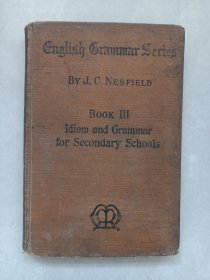 English Grammar Series
BY J. C. NESFIELD
BOOK III
Idiom and Grammar
for Secondary Schools